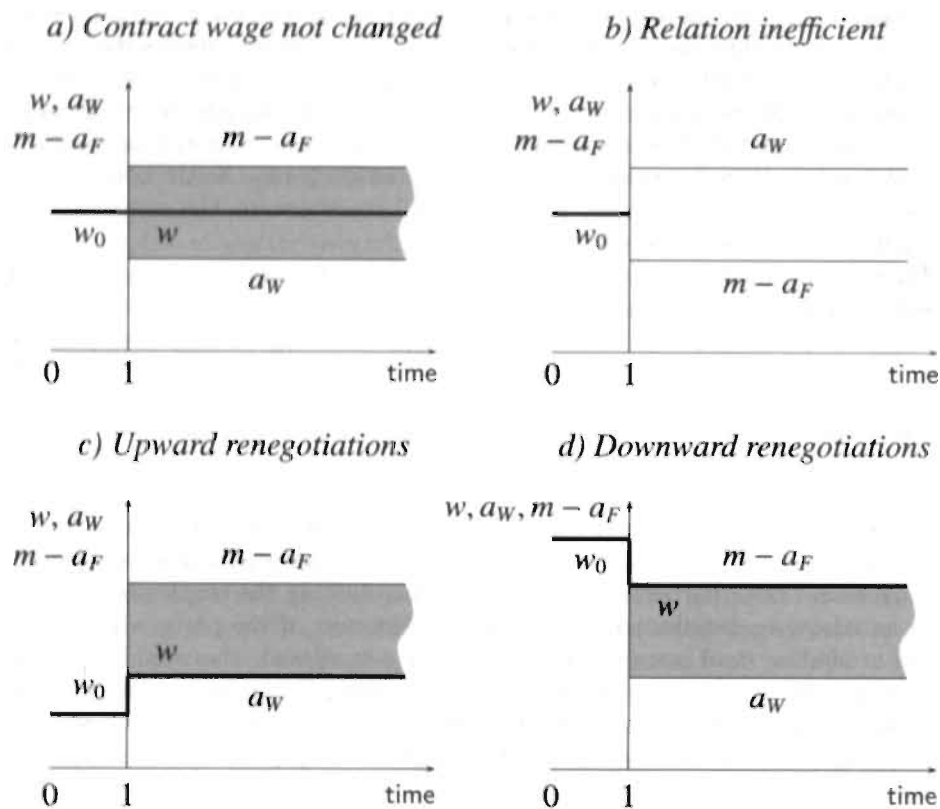 a) Contract wage not changed
w, a_W
m − a_F
m − a_F
w_0
w
a_W
0
1
time
b) Relation inefficient
w, a_W
m − a_F
a_W
w_0
m − a_F
0
1
time
c) Upward renegotiations
w, a_W
m − a_F
m − a_F
w
w_0
a_W
0
1
time
d) Downward renegotiations
w, a_W, m − a_F
w_0
m − a_F
w
a_W
0
1
time